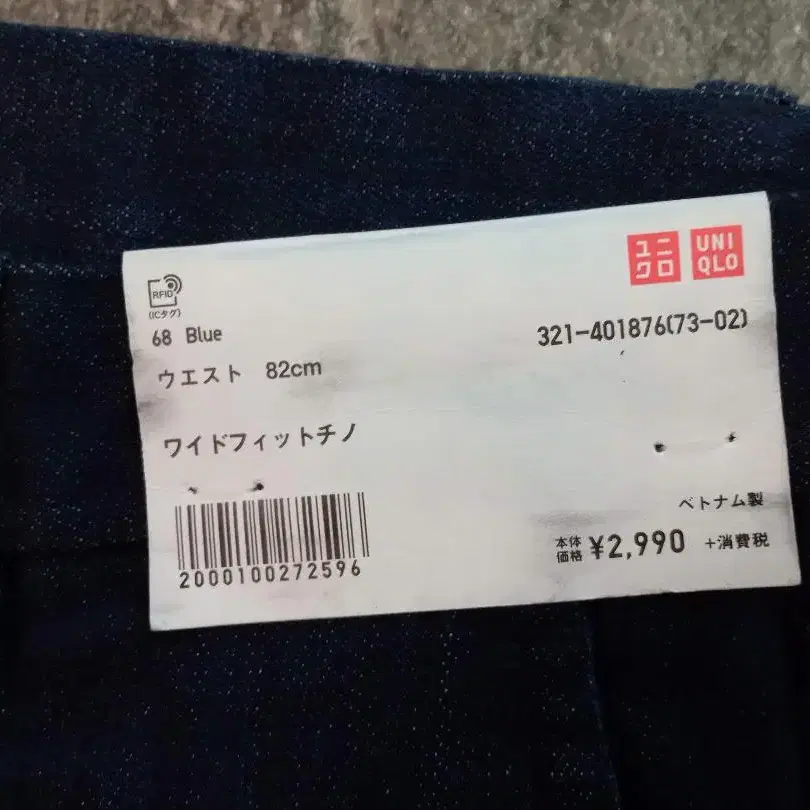 ユニクロ
UNIQLO
RFID
(ICタグ)
68 Blue
321-401876(73-02)
ウエスト 82cm
ワイドフィットチノ
ベトナム製
2000100272596
本体価格 ¥2,990 +消費税